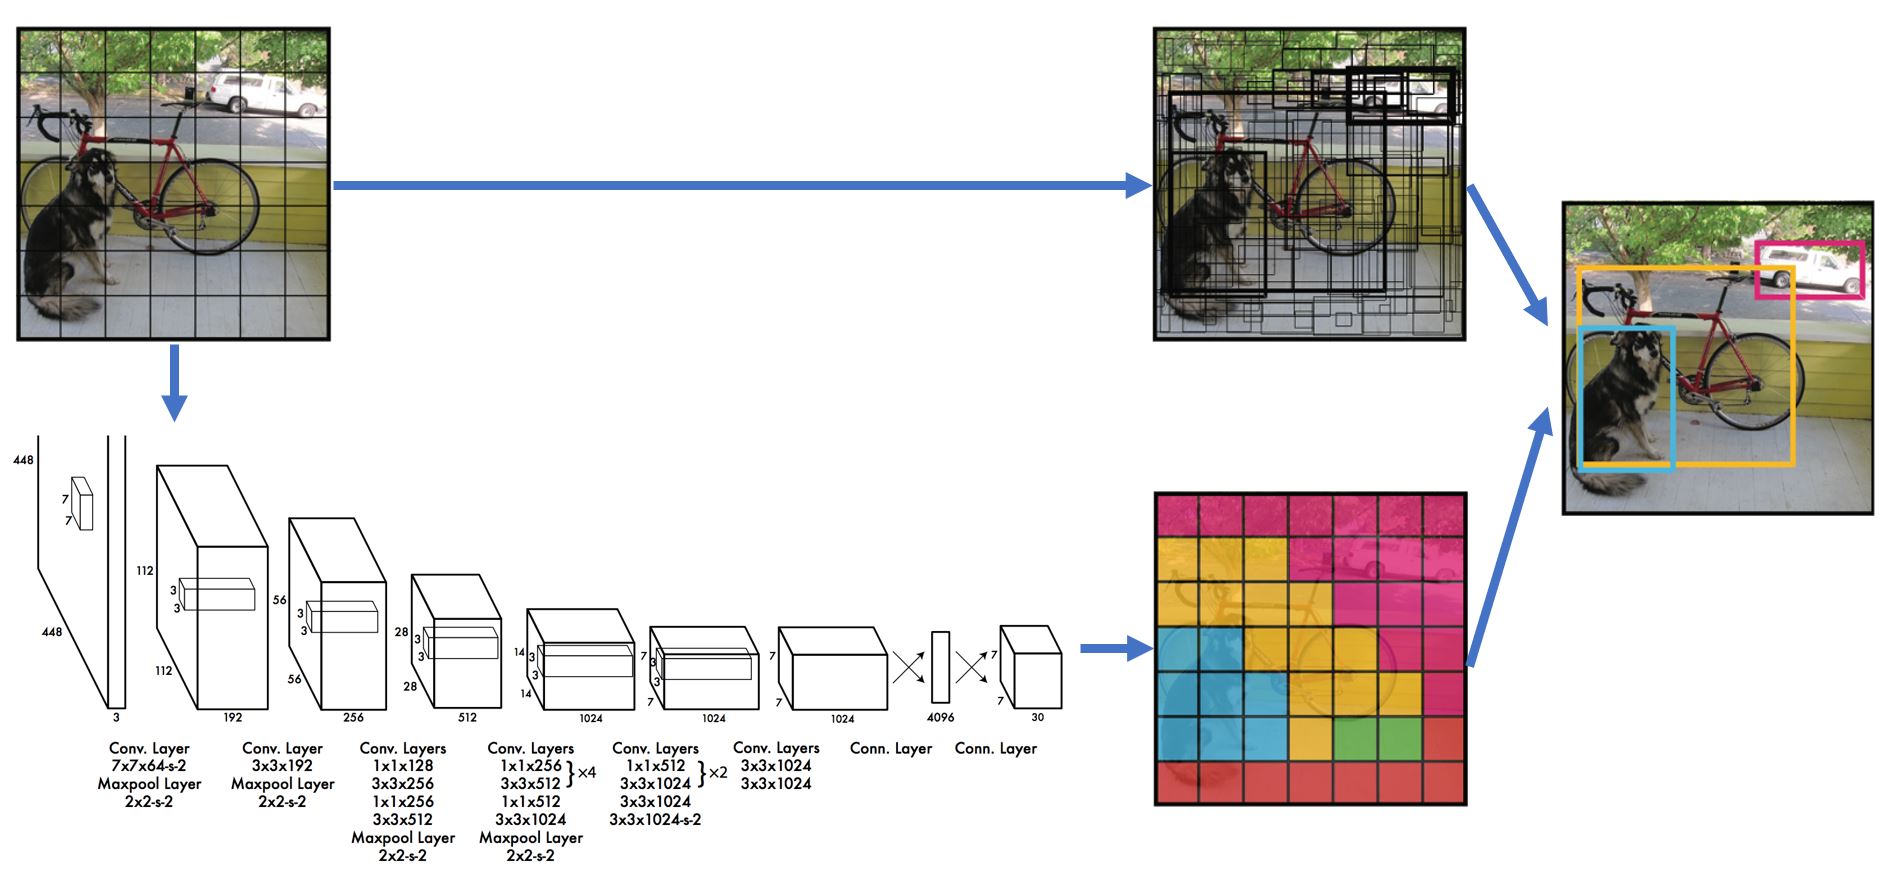 448
7
7
448
3
112
3
3
112
192
56
3
3
56
256
28
3
3
28
512
14
3
3
14
1024
7
3
3
7
1024
7
7
1024
4096
7
7
30
Conv. Layer
7x7x64-s-2
Maxpool Layer
2x2-s-2
Conv. Layer
3x3x192
Maxpool Layer
2x2-s-2
Conv. Layers
1x1x128
3x3x256
1x1x256
3x3x512
Maxpool Layer
2x2-s-2
Conv. Layers
1x1x256
3x3x512
}×4
1x1x512
3x3x1024
Maxpool Layer
2x2-s-2
Conv. Layers
1x1x512
3x3x1024
}×2
3x3x1024
3x3x1024-s-2
Conv. Layers
3x3x1024
3x3x1024
Conn. Layer
Conn. Layer